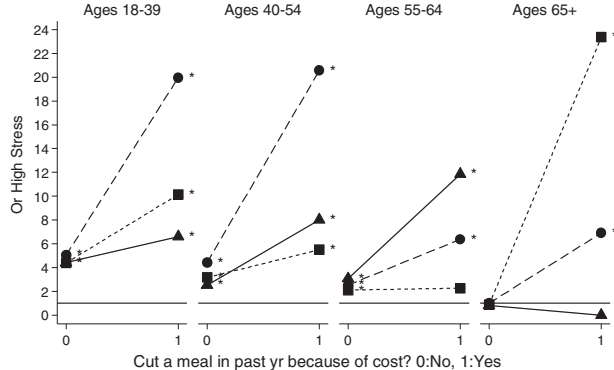 Ages 18-39 Ages 40-54 Ages 55-64 Ages 65+
Or High Stress
24
22
20
18
16
14
12
10
8
6
4
2
0
* * * * *
* * * * * *
* * * * *
* *
0 1 0 1 0 1 0 1
Cut a meal in past yr because of cost? 0:No, 1:Yes